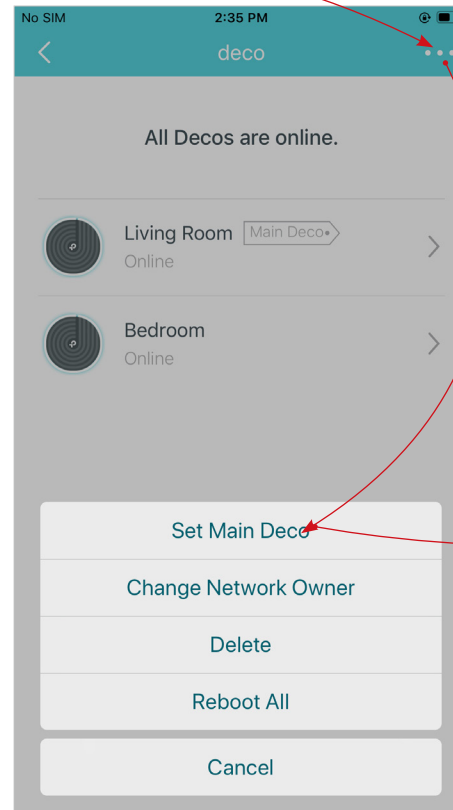 No SIM 2:35 PM
deco
All Decos are online.
Living Room Main Deco
Online
Bedroom
Online
Set Main Deco
Change Network Owner
Delete
Reboot All
Cancel